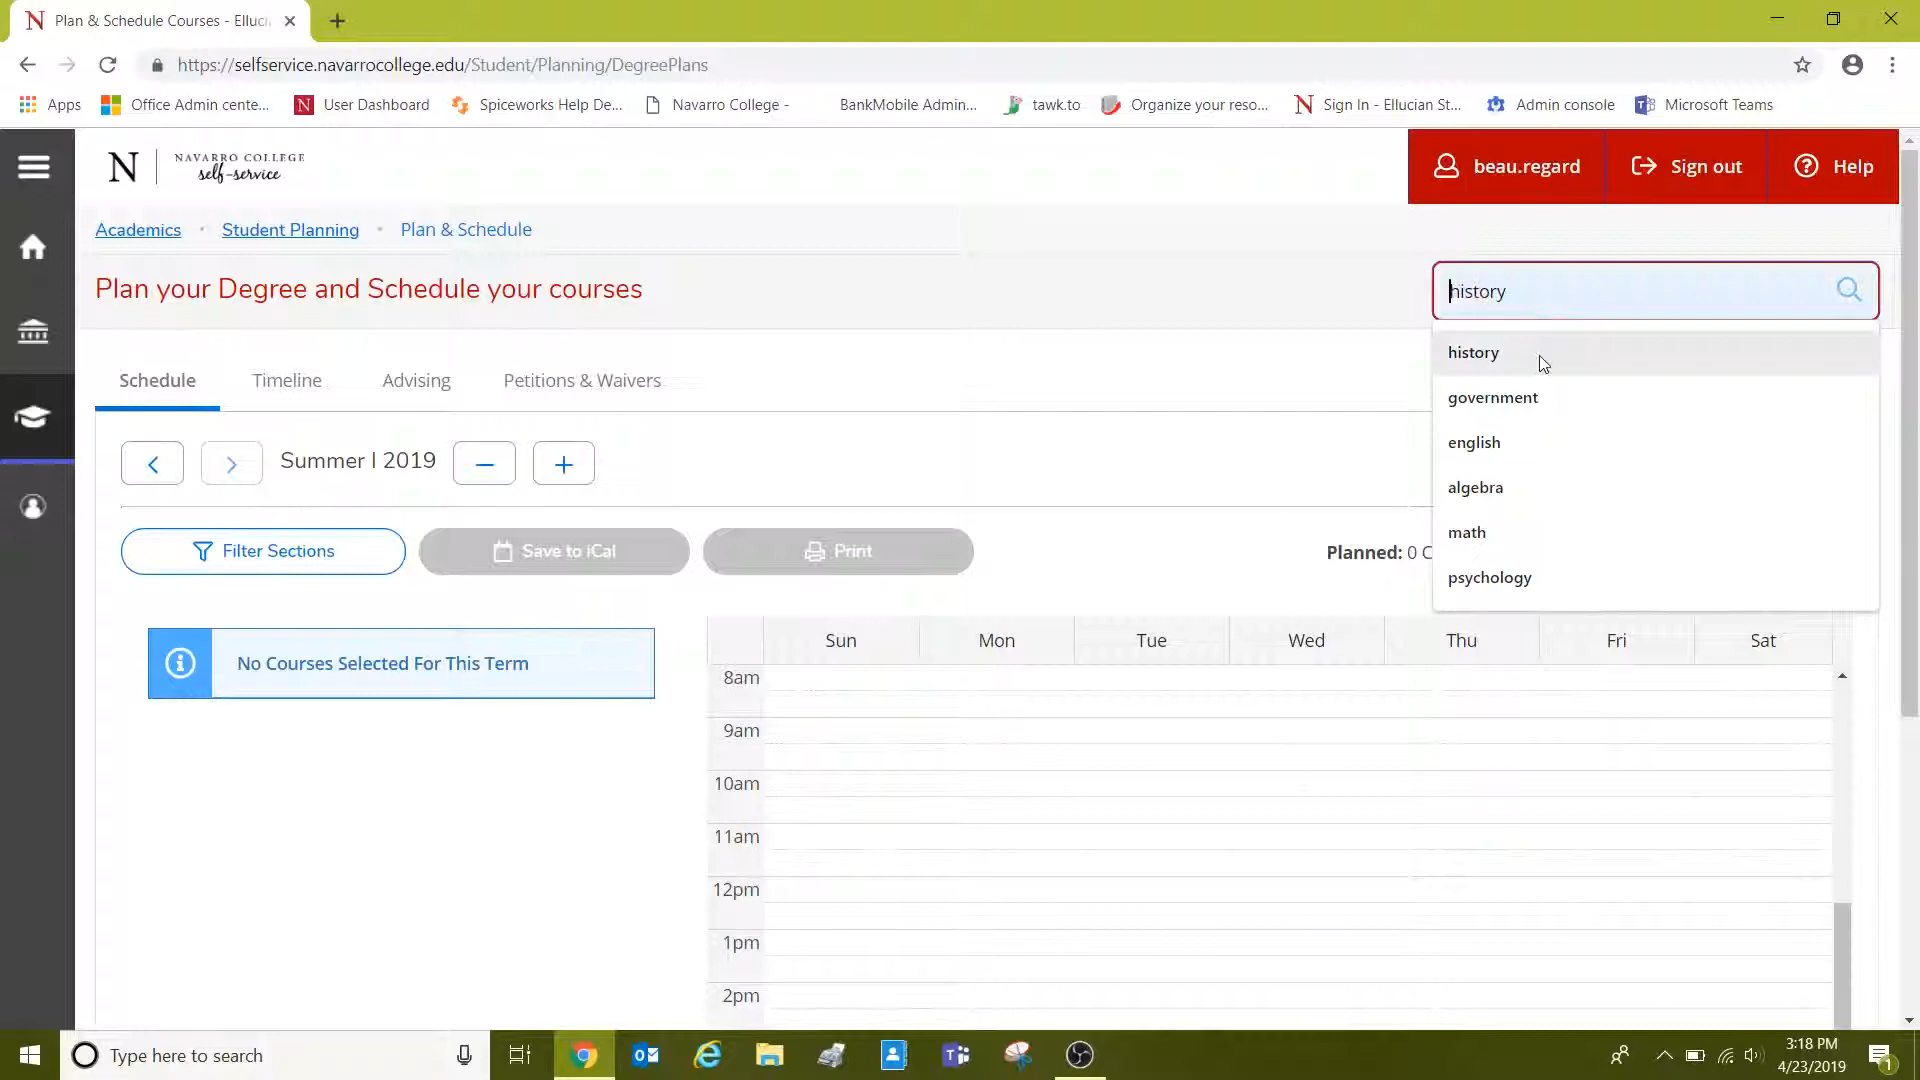 Plan & Schedule Courses - Elluci
https://selfservice.navarrocollege.edu/Student/Planning/DegreePlans
Apps
Office Admin cente...
User Dashboard
Spiceworks Help De...
Navarro College -
BankMobile Admin...
tawk.to
Organize your reso...
Sign In - Ellucian St...
Admin console
Microsoft Teams
N
NAVARRO COLLEGE
self-service
beau.regard
Sign out
Help
Academics
Student Planning
Plan & Schedule
Plan your Degree and Schedule your courses
history
history
government
english
algebra
math
psychology
Schedule
Timeline
Advising
Petitions & Waivers
Summer I 2019
Filter Sections
Save to iCal
Print
Planned: 0 C
No Courses Selected For This Term
Sun
Mon
Tue
Wed
Thu
Fri
Sat
8am
9am
10am
11am
12pm
1pm
2pm
Type here to search
3:18 PM
4/23/2019
1